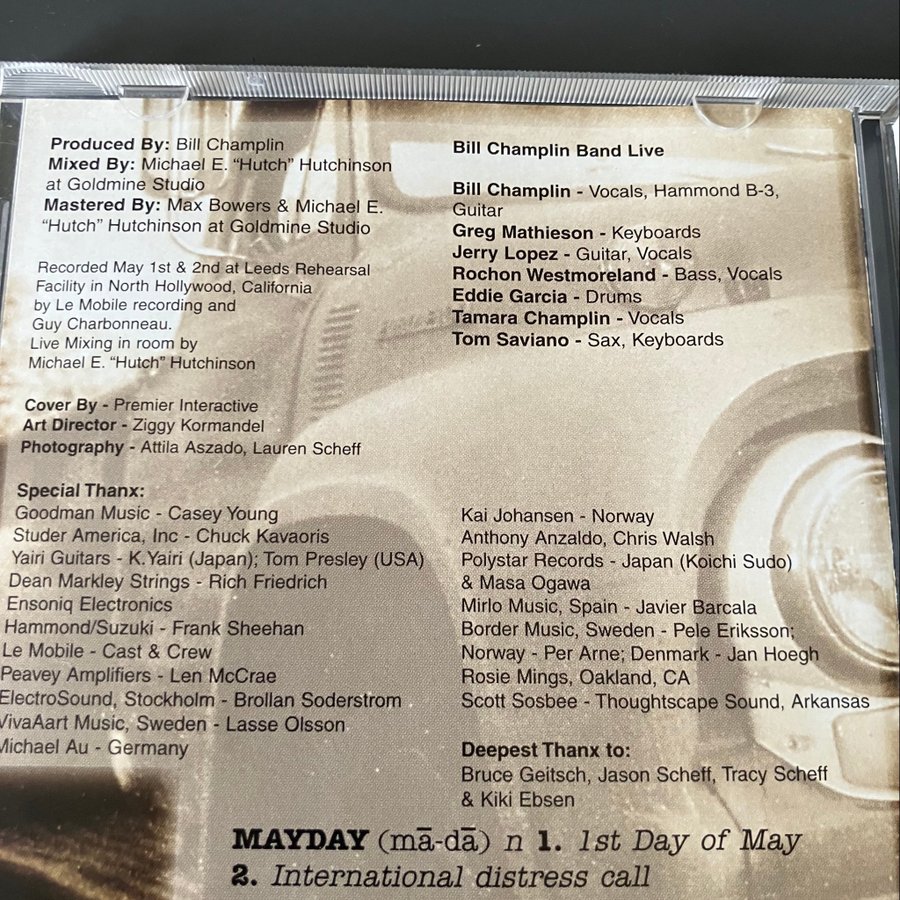 Produced By: Bill Champlin
Mixed By: Michael E. “Hutch” Hutchinson
at Goldmine Studio
Mastered By: Max Bowers & Michael E.
“Hutch” Hutchinson at Goldmine Studio
Recorded May 1st & 2nd at Leeds Rehearsal
Facility in North Hollywood, California
by Le Mobile recording and
Guy Charbonneau.
Live Mixing in room by
Michael E. “Hutch” Hutchinson
Cover By - Premier Interactive
Art Director - Ziggy Kormandel
Photography - Attila Aszado, Lauren Scheff
Special Thanx:
Goodman Music - Casey Young
Studer America, Inc - Chuck Kavaoris
Yairi Guitars - K.Yairi (Japan); Tom Presley (USA)
Dean Markley Strings - Rich Friedrich
Ensoniq Electronics
Hammond/Suzuki - Frank Sheehan
Le Mobile - Cast & Crew
Peavey Amplifiers - Len McCrae
ElectroSound, Stockholm - Brollan Soderstrom
VivaAart Music, Sweden - Lasse Olsson
Michael Au - Germany
Bill Champlin Band Live
Bill Champlin - Vocals, Hammond B-3,
Guitar
Greg Mathieson - Keyboards
Jerry Lopez - Guitar, Vocals
Rochon Westmoreland - Bass, Vocals
Eddie Garcia - Drums
Tamara Champlin - Vocals
Tom Saviano - Sax, Keyboards
Kai Johansen - Norway
Anthony Anzaldo, Chris Walsh
Polystar Records - Japan (Koichi Sudo)
& Masa Ogawa
Mirlo Music, Spain - Javier Barcala
Border Music, Sweden - Pele Eriksson;
Norway - Per Arne; Denmark - Jan Hoegh
Rosie Mings, Oakland, CA
Scott Sosbee - Thoughtscape Sound, Arkansas
Deepest Thanx to:
Bruce Geitsch, Jason Scheff, Tracy Scheff
& Kiki Ebsen
MAYDAY (mā-dā) n 1. 1st Day of May
2. International distress call